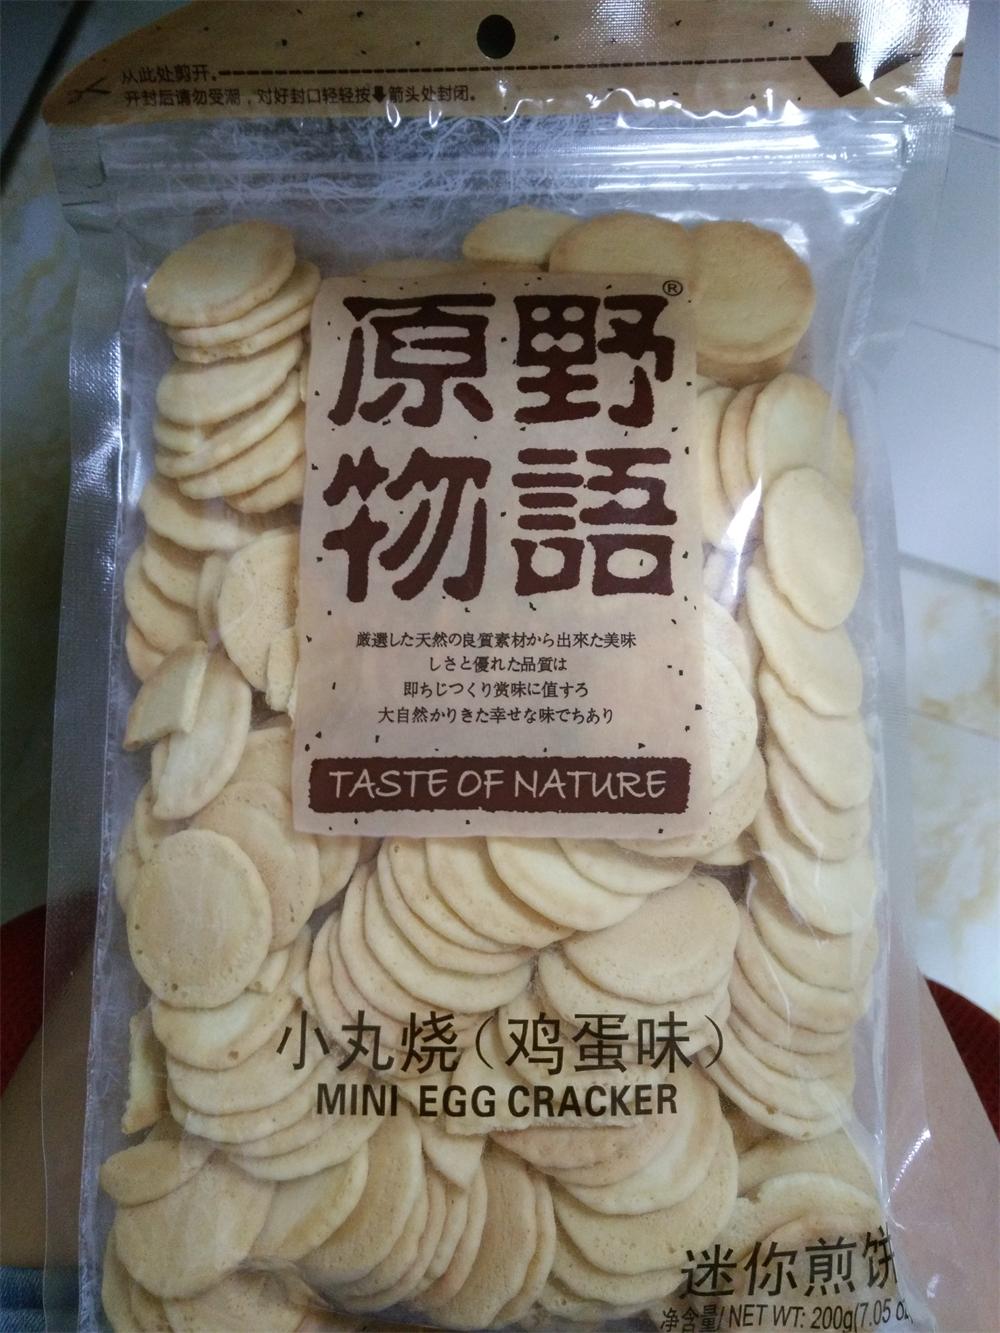 从此处剪开。
开封后请勿受潮，对好封口轻轻按⬇箭头处封闭。
原野®
物語
厳選した天然の良質素材から出來た美味
しさと優れた品質は
即ちじつくり赏味に値すろ
大自然かりきた幸せな味でちあり
TASTE OF NATURE
小丸烧（鸡蛋味）
MINI EGG CRACKER
迷你煎饼
净含量/ NET WT: 200g(7.05